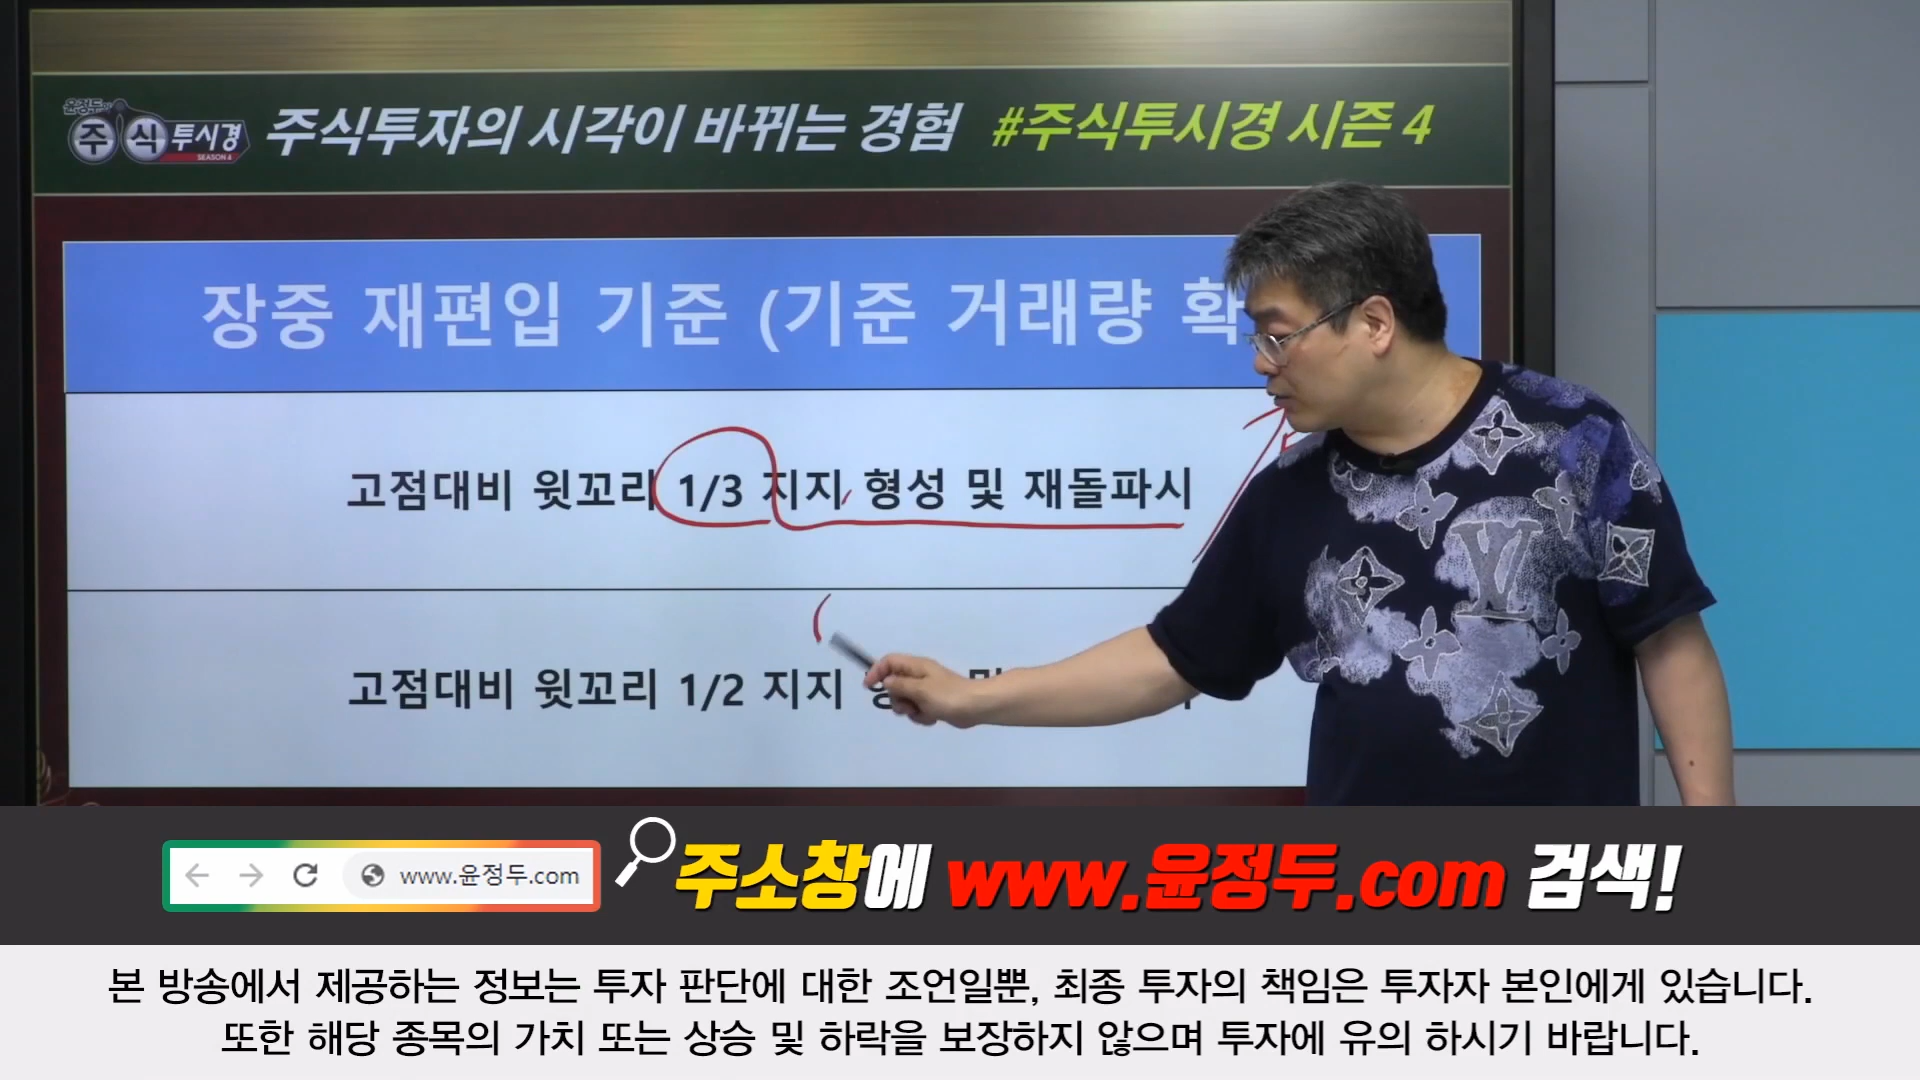 윤정두의
주식투시경
SEASON 4
주식투자의 시각이 바뀌는 경험 #주식투시경 시즌 4
장중 재편입 기준 (기준 거래량 확
고점대비 윗꼬리 1/3 지지 형성 및 재돌파시
고점대비 윗꼬리 1/2 지지
www.윤정두.com
주소창에 www.윤정두.com 검색!
본 방송에서 제공하는 정보는 투자 판단에 대한 조언일뿐, 최종 투자의 책임은 투자자 본인에게 있습니다.
또한 해당 종목의 가치 또는 상승 및 하락을 보장하지 않으며 투자에 유의 하시기 바랍니다.